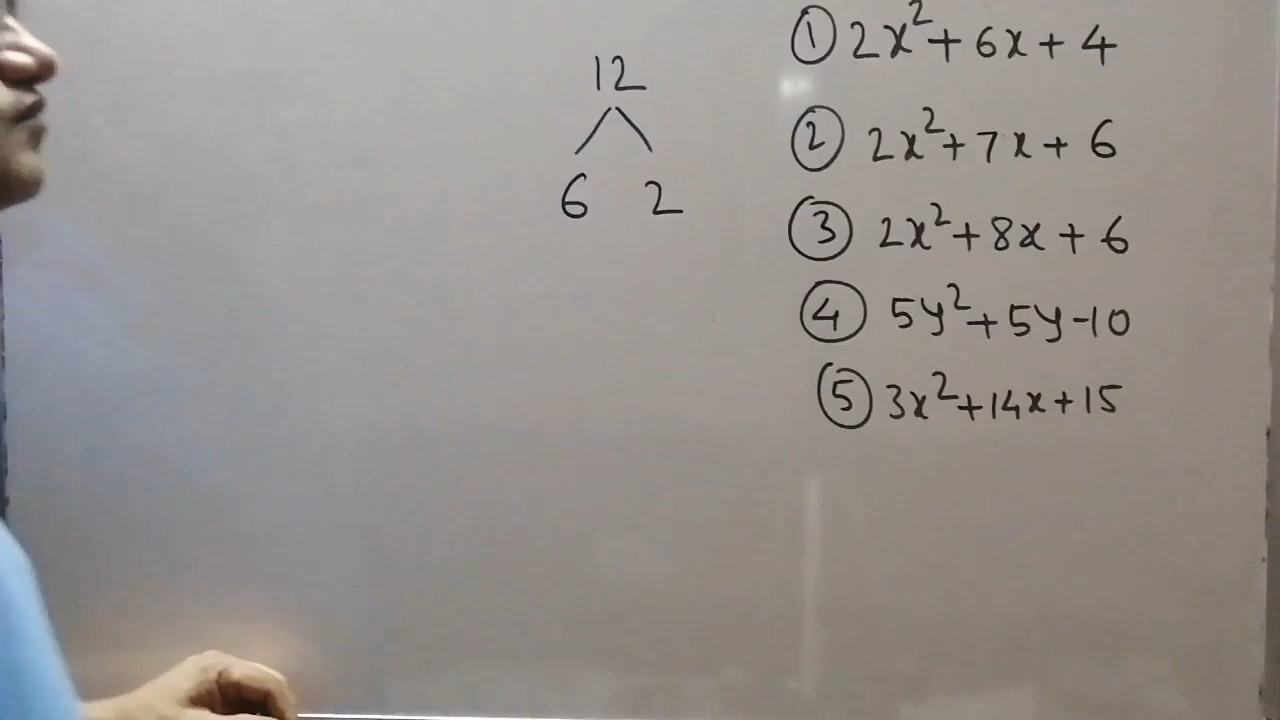 12
6 2
① 2x²+6x+4
② 2x²+7x+6
③ 2x²+8x+6
④ 5y²+5y-10
⑤ 3x²+14x+15